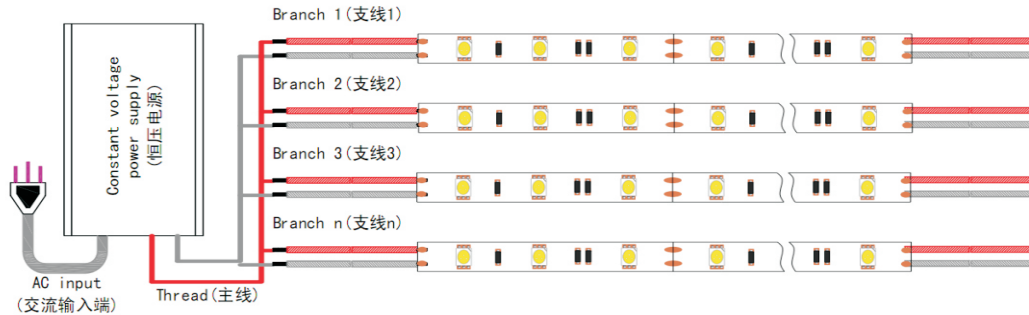 Branch 1(支线1)
Branch 2(支线2)
Branch 3(支线3)
Branch n(支线n)
Constant voltage
power supply
(恒压电源)
AC input
(交流输入端)
Thread(主线)